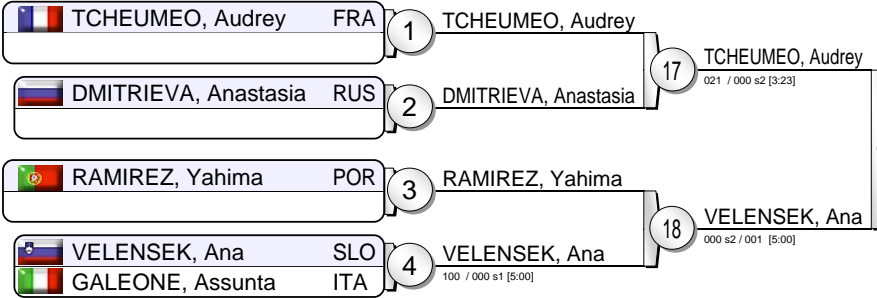 TCHEUMEO, Audrey FRA
1
TCHEUMEO, Audrey
17
TCHEUMEO, Audrey
021 / 000 s2 [3:23]
DMITRIEVA, Anastasia RUS
2
DMITRIEVA, Anastasia
RAMIREZ, Yahima POR
3
RAMIREZ, Yahima
18
VELENSEK, Ana
000 s2 / 001 [5:00]
VELENSEK, Ana SLO
GALEONE, Assunta ITA
4
VELENSEK, Ana
100 / 000 s1 [5:00]